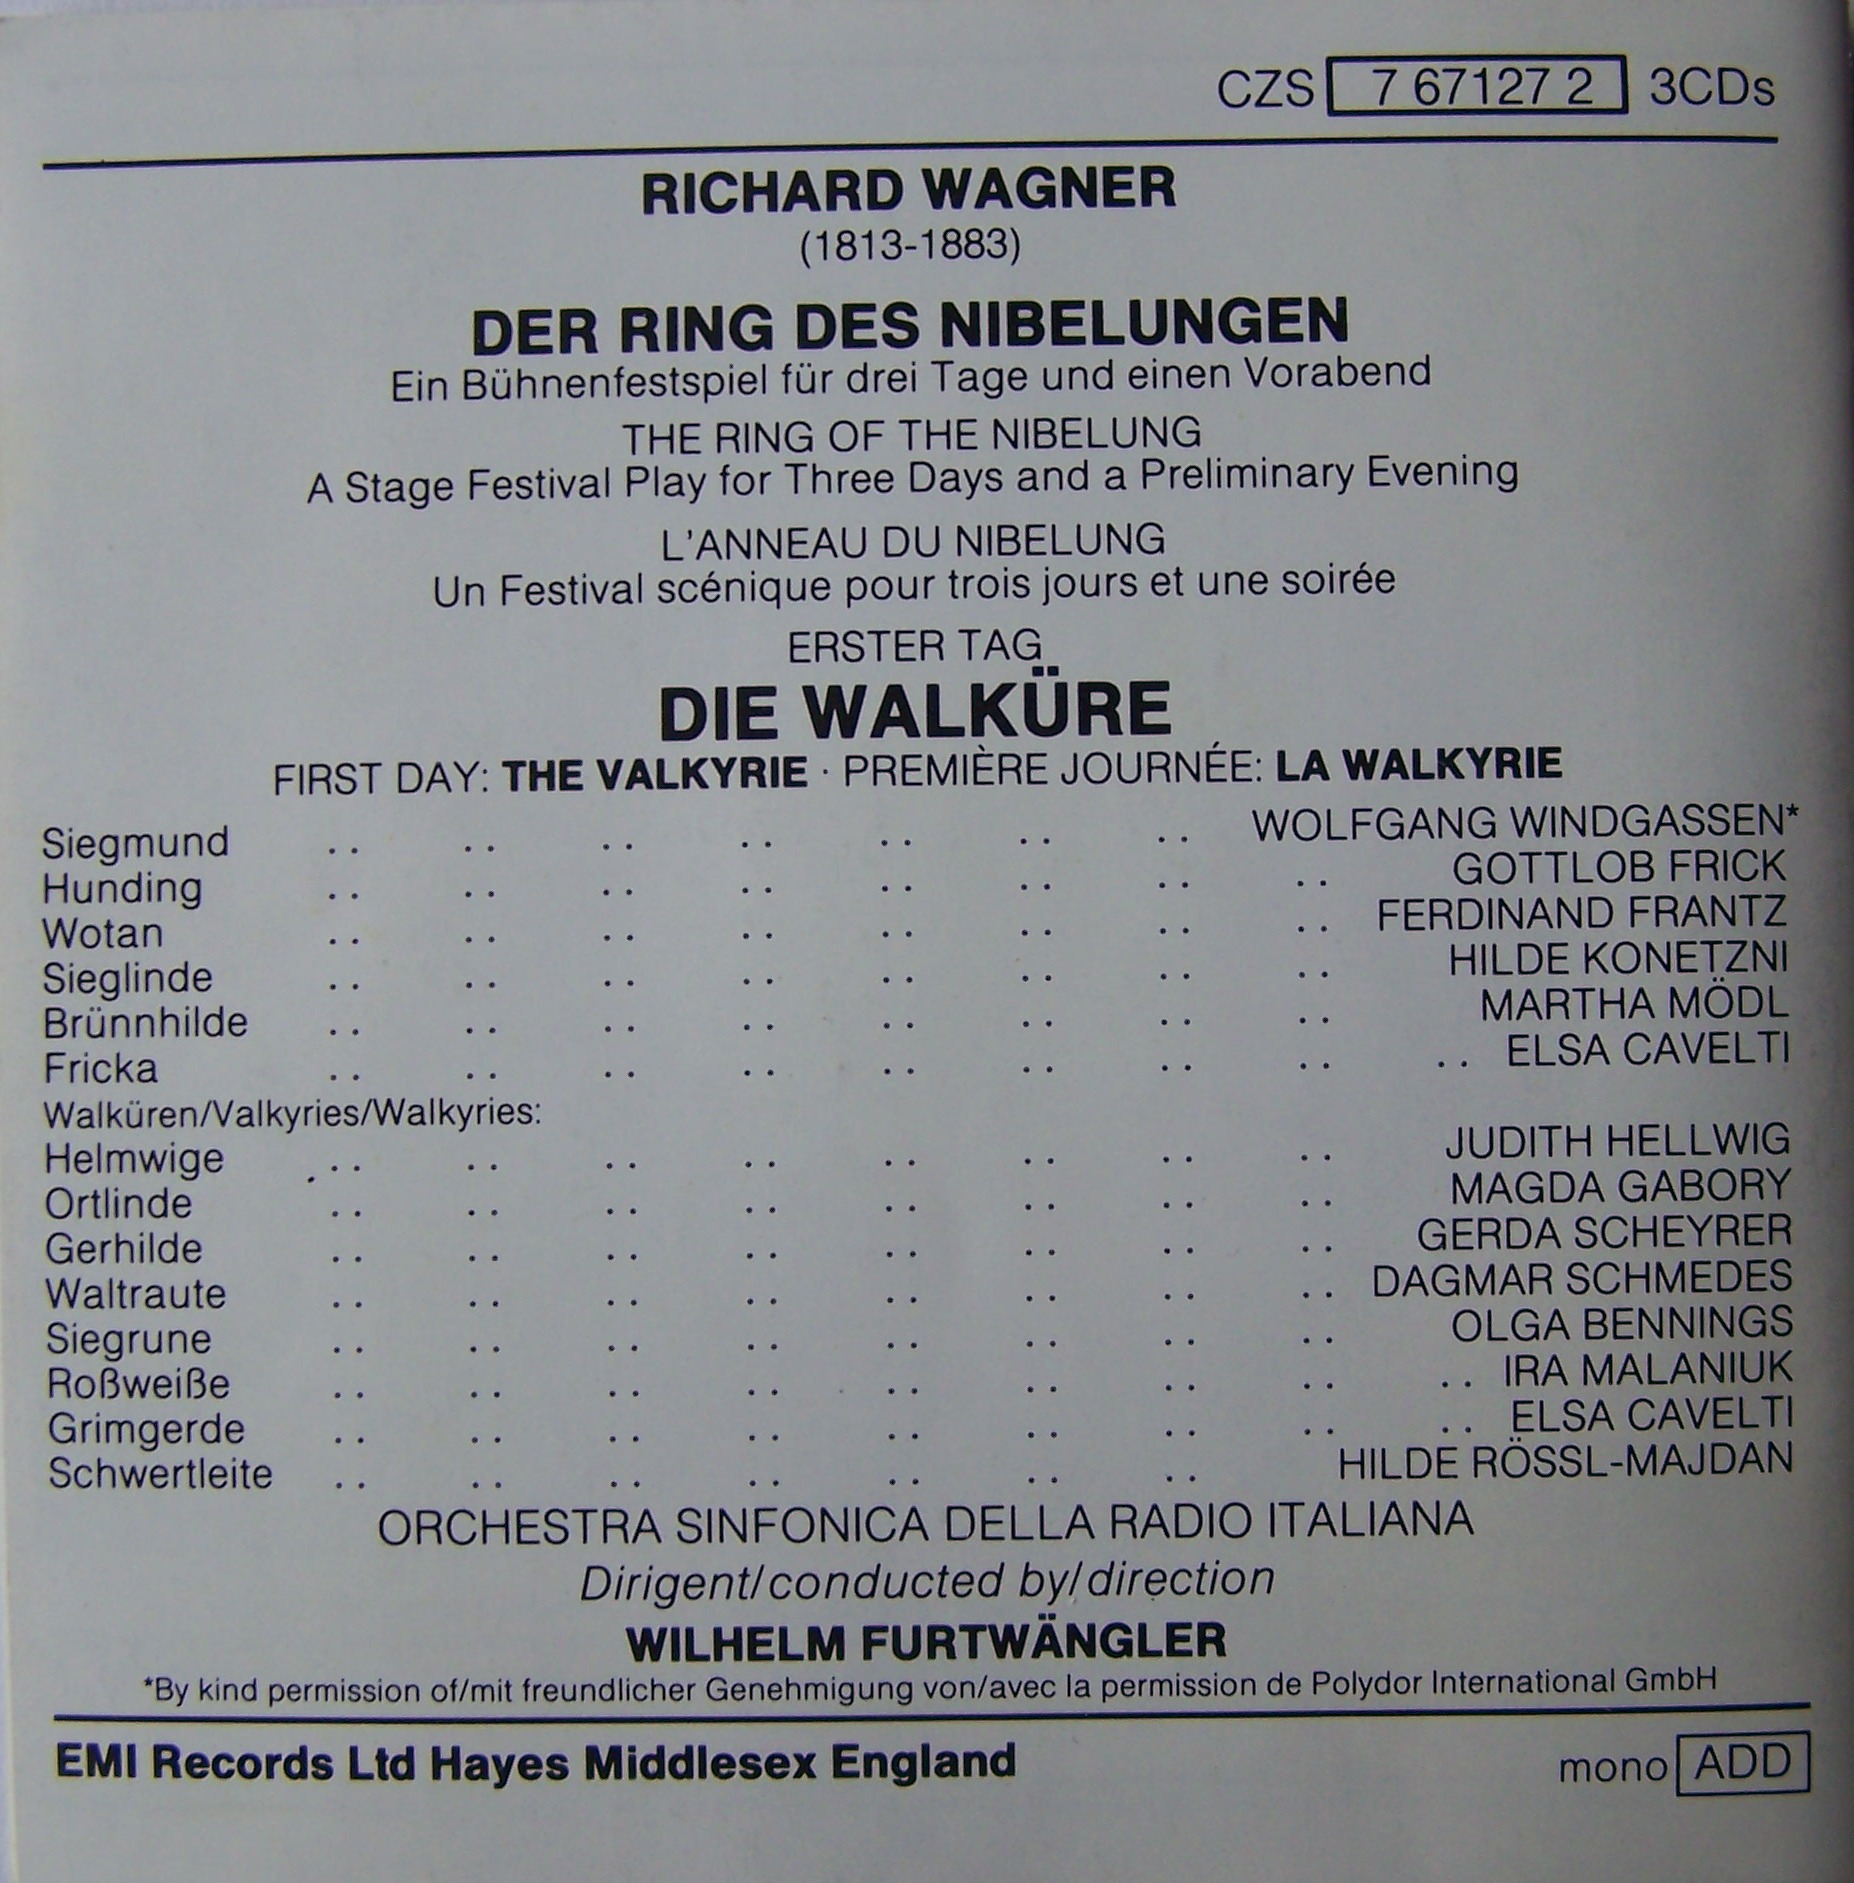 CZS 7 67127 2 3CDs
RICHARD WAGNER
(1813-1883)
DER RING DES NIBELUNGEN
Ein Bühnenfestspiel für drei Tage und einen Vorabend
THE RING OF THE NIBELUNG
A Stage Festival Play for Three Days and a Preliminary Evening
L'ANNEAU DU NIBELUNG
Un Festival scénique pour trois jours et une soirée
ERSTER TAG
DIE WALKÜRE
FIRST DAY: THE VALKYRIE · PREMIÈRE JOURNÉE: LA WALKYRIE
Siegmund .. .. .. .. .. .. .. WOLFGANG WINDGASSEN*
Hunding .. .. .. .. .. .. .. .. GOTTLOB FRICK
Wotan .. .. .. .. .. .. .. .. FERDINAND FRANTZ
Sieglinde .. .. .. .. .. .. .. .. HILDE KONETZNI
Brünnhilde .. .. .. .. .. .. .. .. MARTHA MÖDL
Fricka .. .. .. .. .. .. .. .. .. ELSA CAVELTI
Walküren/Valkyries/Walkyries:
Helmwige .. .. .. .. .. .. .. .. JUDITH HELLWIG
Ortlinde .. .. .. .. .. .. .. .. MAGDA GABORY
Gerhilde .. .. .. .. .. .. .. .. GERDA SCHEYRER
Waltraute .. .. .. .. .. .. .. .. DAGMAR SCHMEDES
Siegrune .. .. .. .. .. .. .. .. OLGA BENNINGS
Roßweiße .. .. .. .. .. .. .. .. .. IRA MALANIUK
Grimgerde .. .. .. .. .. .. .. .. .. ELSA CAVELTI
Schwertleite .. .. .. .. .. .. .. HILDE RÖSSL-MAJDAN
ORCHESTRA SINFONICA DELLA RADIO ITALIANA
Dirigent/conducted by/direction
WILHELM FURTWÄNGLER
*By kind permission of/mit freundlicher Genehmigung von/avec la permission de Polydor International GmbH
EMI Records Ltd Hayes Middlesex England
mono ADD